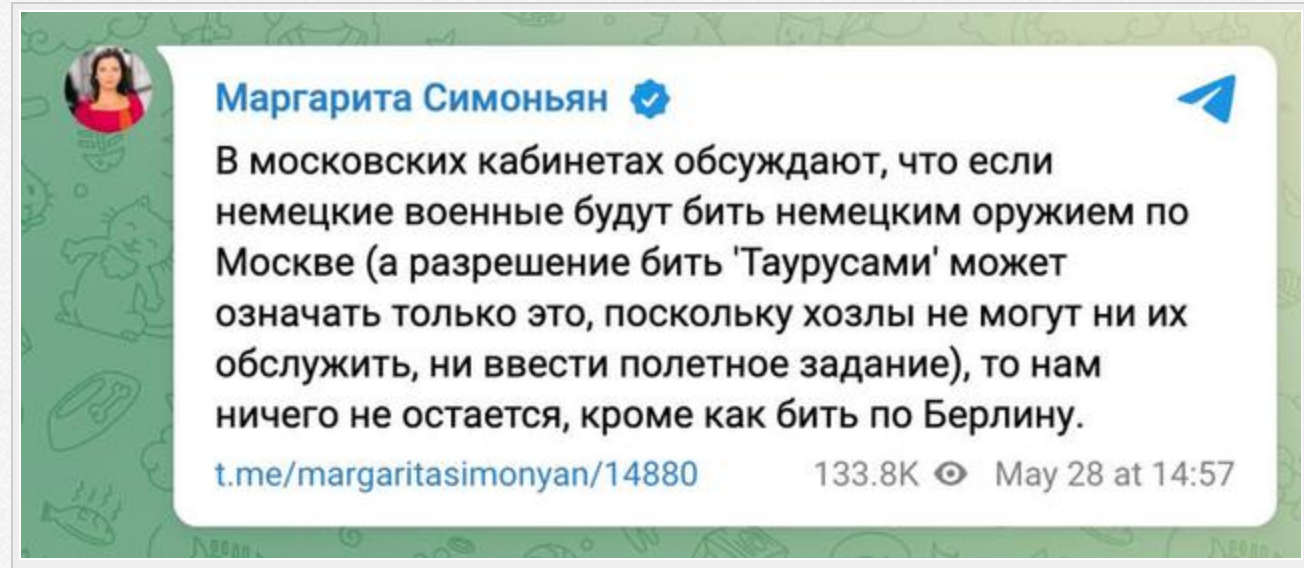 Маргарита Симоньян
В московских кабинетах обсуждают, что если
немецкие военные будут бить немецким оружием по
Москве (а разрешение бить 'Таурусами' может
означать только это, поскольку хозлы не могут ни их
обслужить, ни ввести полетное задание), то нам
ничего не остается, кроме как бить по Берлину.
t.me/margaritasimonyan/14880 133.8K May 28 at 14:57